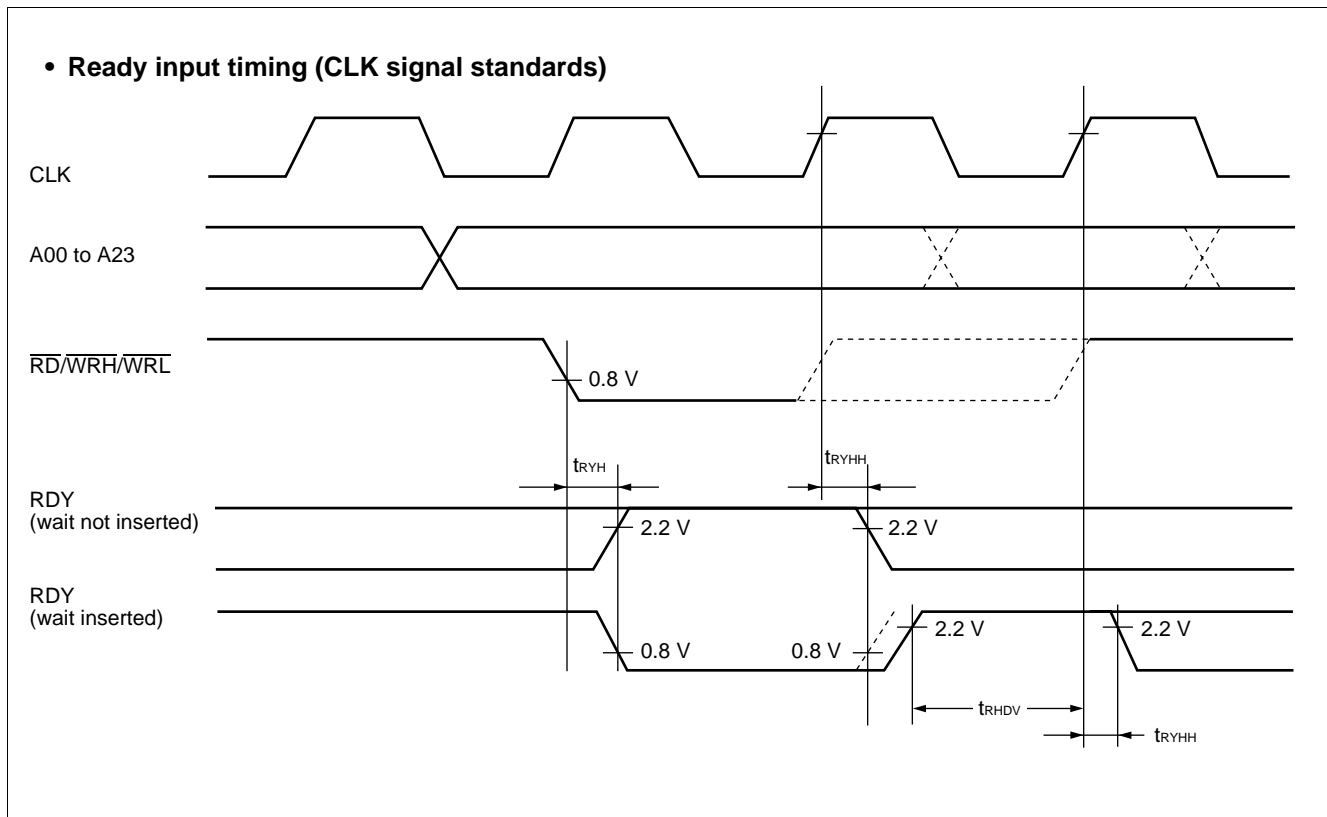 • Ready input timing (CLK signal standards)
CLK
A00 to A23
RD/WRH/WRL
0.8 V
tRYH
tRYHH
RDY
(wait not inserted)
2.2 V
2.2 V
RDY
(wait inserted)
0.8 V
0.8 V
2.2 V
2.2 V
tRHDV
tRYHH